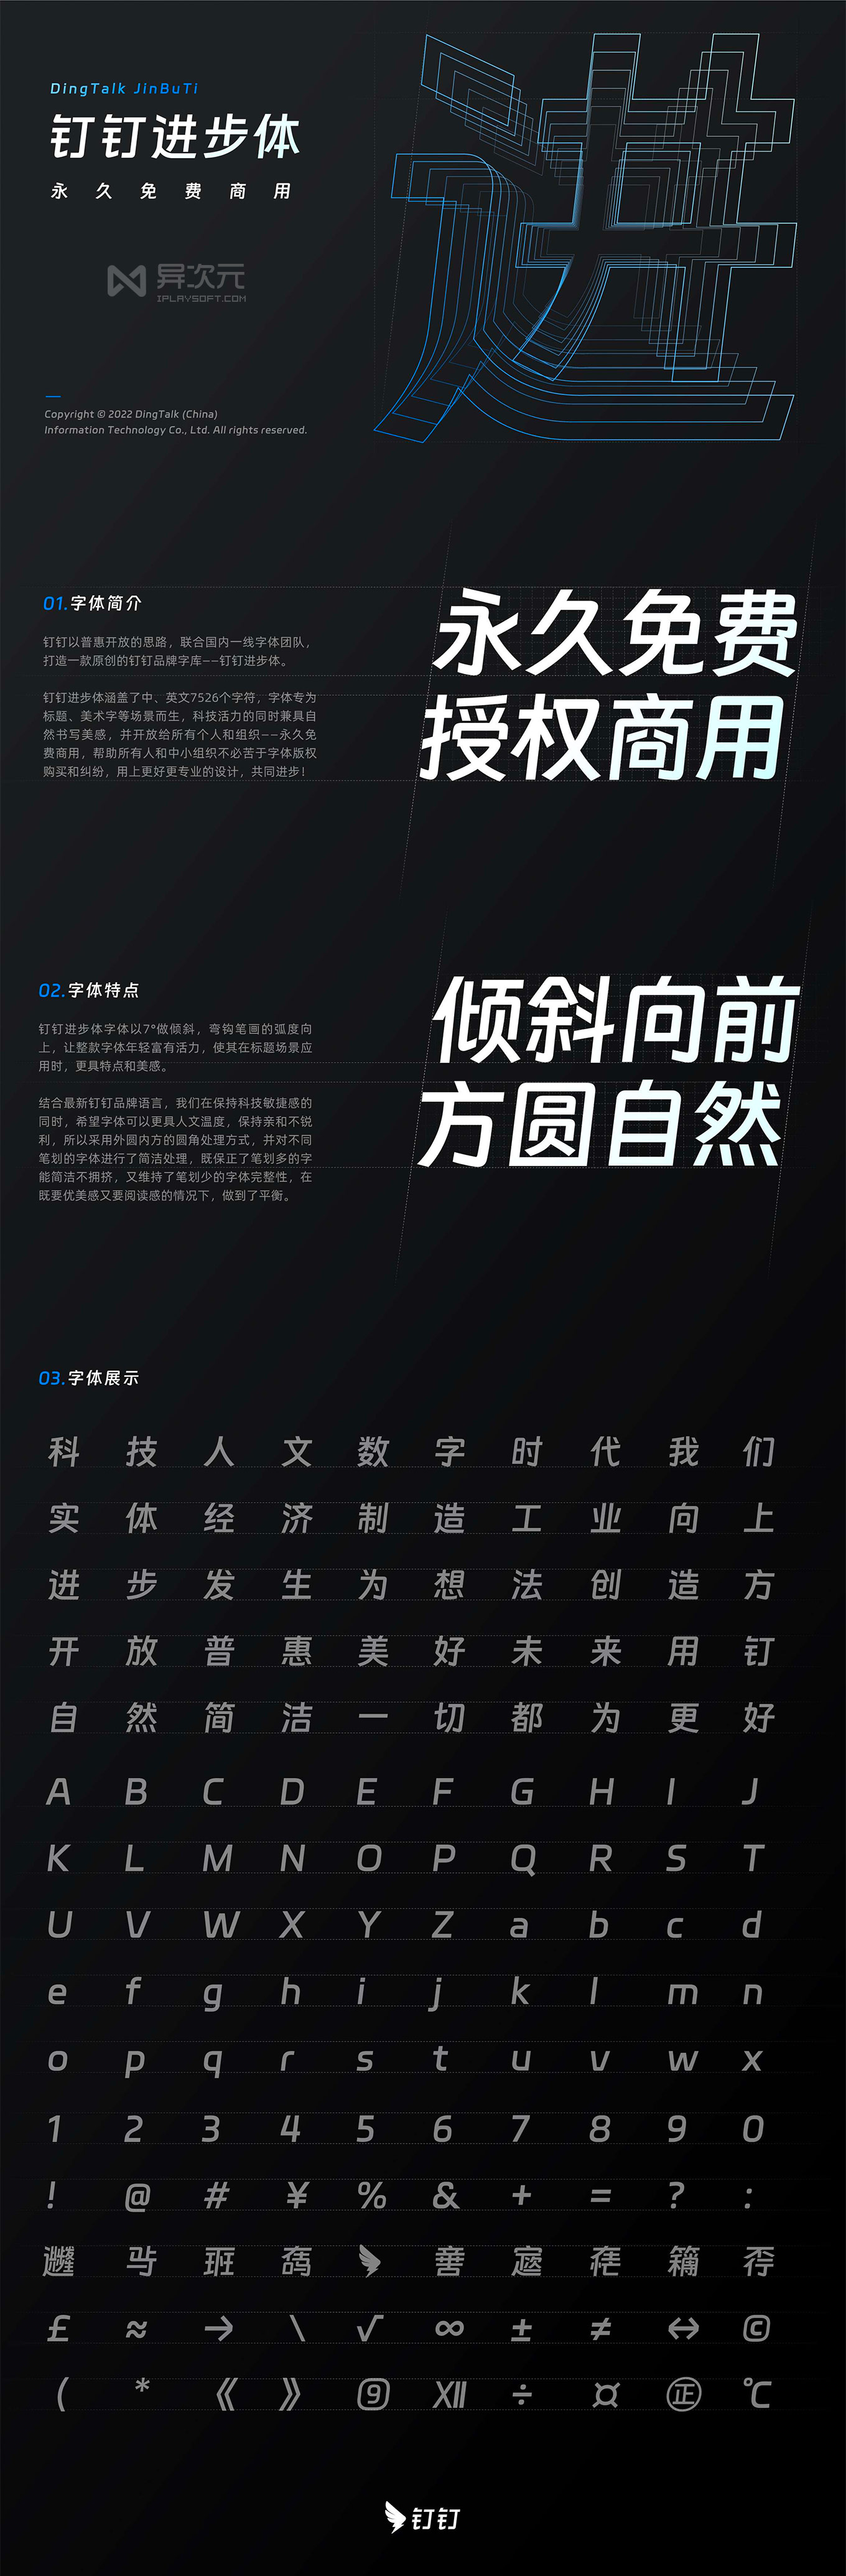 DingTalk JinBuTi
钉钉进步体
永久免费商用
异次元
IPLAYSOFT.COM
Copyright © 2022 DingTalk (China)
Information Technology Co., Ltd. All rights reserved.
01.字体简介
钉钉以普惠开放的思路，联合国内一线字体团队，
打造一款原创的钉钉品牌字库——钉钉进步体。
钉钉进步体涵盖了中、英文7526个字符，字体专为
标题、美术字等场景而生，科技活力的同时兼具自
然书写美感，并开放给所有个人和组织——永久免
费商用，帮助所有人和中小组织不必苦于字体版权
购买和纠纷，用上更好更专业的设计，共同进步！
永久免费
授权商用
02.字体特点
钉钉进步体字体以7°做倾斜，弯钩笔画的弧度向
上，让整款字体年轻富有活力，使其在标题场景应
用时，更具特点和美感。
结合最新钉钉品牌语言，我们在保持科技敏捷感的
同时，希望字体可以更具人文温度，保持亲和不锐
利，所以采用外圆内方的圆角处理方式，并对不同
笔划的字体进行了简洁处理，既保正了笔划多的字
能简洁不拥挤，又维持了笔划少的字体完整性，在
既要优美感又要阅读感的情况下，做到了平衡。
倾斜向前
方圆自然
03.字体展示
科 技 人 文 数 字 时 代 我 们
实 体 经 济 制 造 工 业 向 上
进 步 发 生 为 想 法 创 造 方
开 放 普 惠 美 好 未 来 用 钉
自 然 简 洁 一 切 都 为 更 好
A B C D E F G H I J
K L M N O P Q R S T
U V W X Y Z a b c d
e f g h i j k l m n
o p q r s t u v w x
1 2 3 4 5 6 7 8 9 0
! @ # ¥ % & + = ? :
£ ≈ → \ √ ∞ ± ≠ ↔ ©
( * 《 》 9 Ⅻ ÷ ¤ ㊣ ℃
钉钉